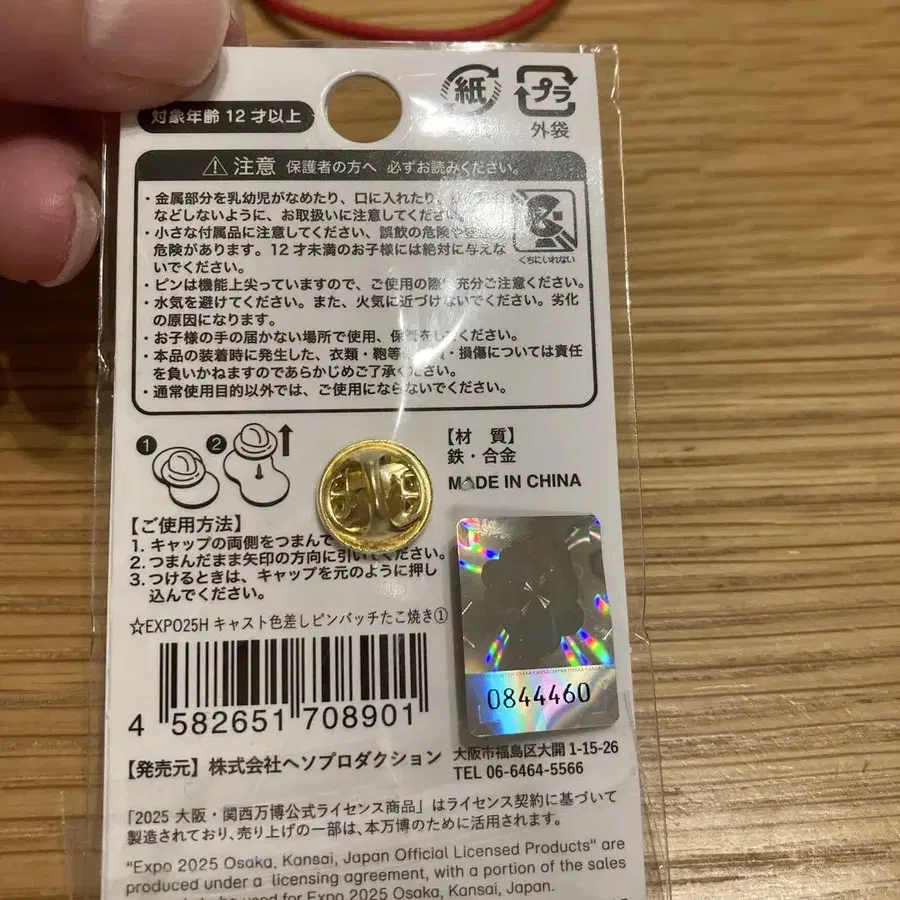 対象年齢 12 才以上
紙
プラ
外袋
注意 保護者の方へ 必ずお読みください。
・金属部分を乳幼児がなめたり、口に入れたり、
などしないように、お取扱いに注意してください
・小さな付属品に注意してください、誤飲の危険や
危険があります。12 才未満のお子様には絶対に与えな
いでください。
くちにいれない
・ピンは機能上尖っていますので、ご使用の際は充分ご注意ください。
・水気を避けてください。また、火気に近づけないでください。劣化
の原因になります。
・お子様の手の届かない場所で使用、保管をしてください。
・本品の装着時に発生した、衣類・鞄等 ・損傷については責任
を負いかねますのであらかじめご了承ください。
・通常使用目的以外では、ご使用にならないでください。
1 2
【材 質】
鉄・合金
MADE IN CHINA
【ご使用方法】
1. キャップの両側をつまんで
2. つまんだまま矢印の方向に引いてください。
3. つけるときは、キャップを元のように押し
込んでください。
☆EXPO25H キャスト色差しピンバッチたこ焼き①
4 582651 708901
0844460
【発売元】株式会社ヘソプロダクション
大阪市福島区大開 1-15-26
TEL 06-6464-5566
「2025 大阪・関西万博公式ライセンス商品」はライセンス契約に基づいて
製造されており、売り上げの一部は、本万博のために活用されます。
"Expo 2025 Osaka, Kansai, Japan Official Licensed Products" are
produced under a licensing agreement, with a portion of the sales
to be used for Expo 2025 Osaka, Kansai, Japan.